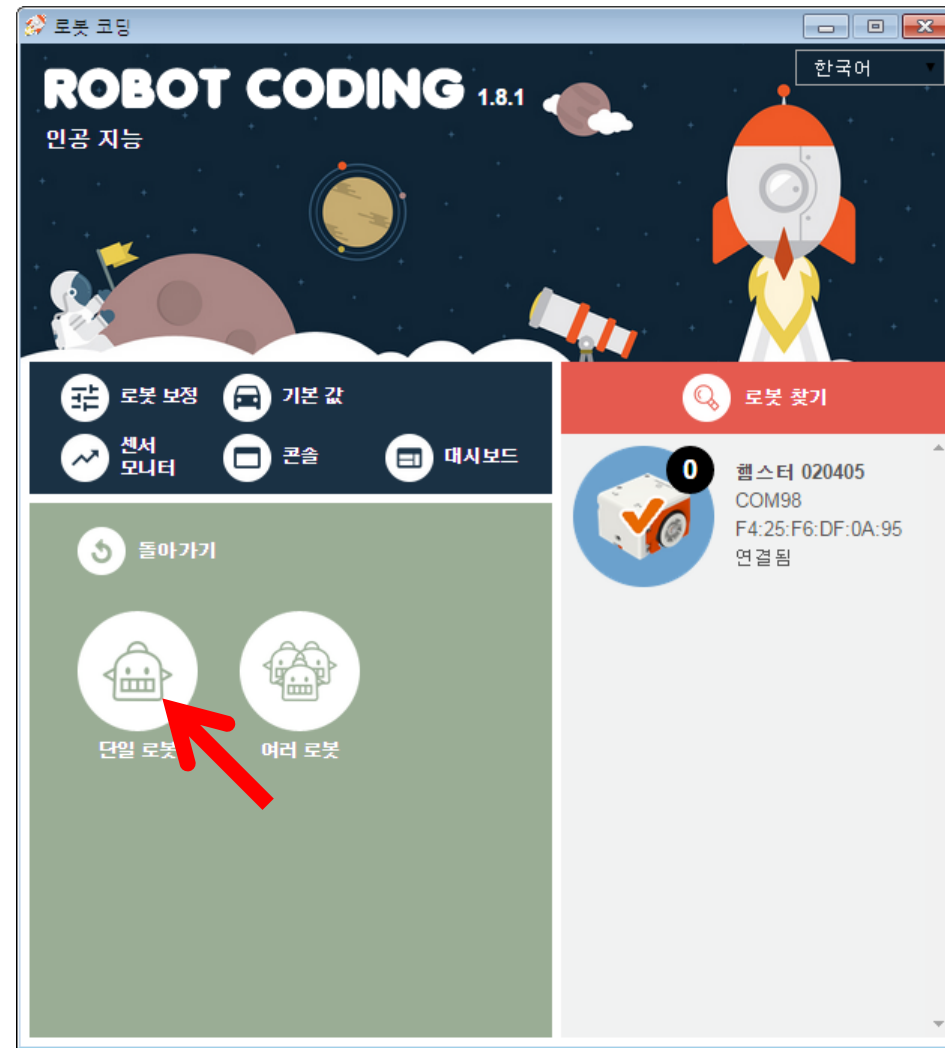 로봇 코딩
한국어
ROBOT CODING 1.8.1
인공 지능
로봇 보정
기본 값
센서
모니터
콘솔
대시보드
로봇 찾기
0
햄스터 020405
COM98
F4:25:F6:DF:0A:95
연결됨
돌아가기
단일 로봇
여러 로봇